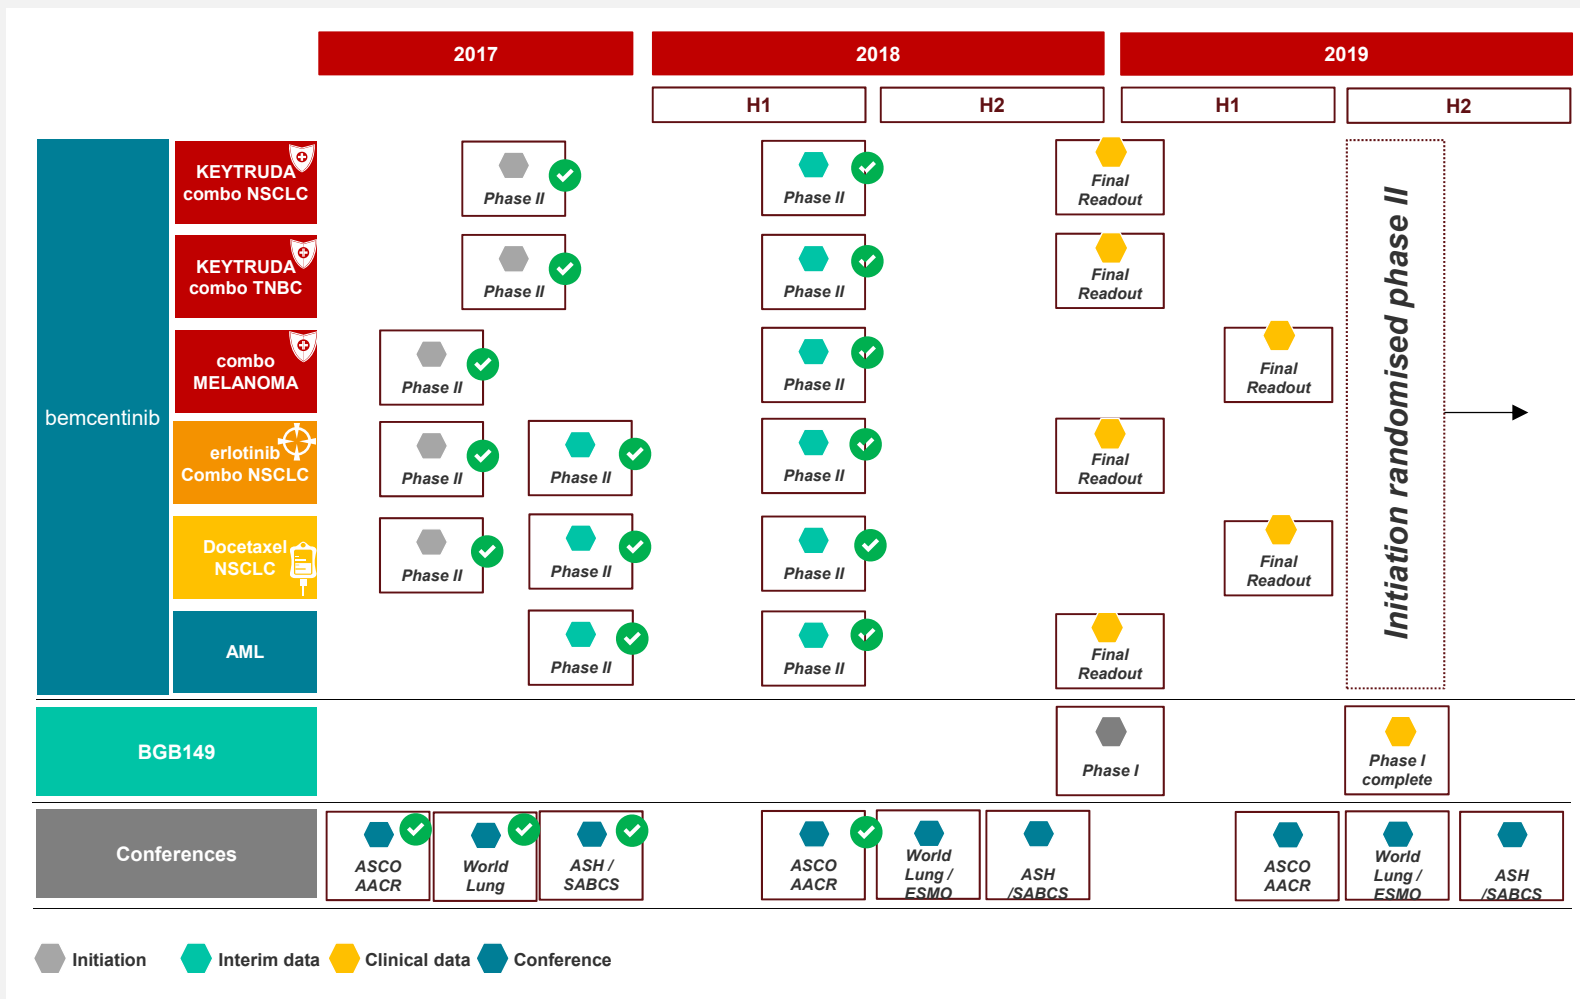 2017
2018
2019
H1
H2
H1
H2
bemcentinib
KEYTRUDA
combo NSCLC
Phase II
Phase II
Final
Readout
KEYTRUDA
combo TNBC
Phase II
Phase II
Final
Readout
combo
MELANOMA
Phase II
Phase II
Final
Readout
erlotinib
Combo NSCLC
Phase II
Phase II
Phase II
Final
Readout
Docetaxel
NSCLC
Phase II
Phase II
Phase II
Final
Readout
AML
Phase II
Phase II
Final
Readout
Initiation randomised phase II
BGB149
Phase I
Phase I
complete
Conferences
ASCO
AACR
World
Lung
ASH /
SABCS
ASCO
AACR
World
Lung /
ESMO
ASH
/SABCS
ASCO
AACR
World
Lung /
ESMO
ASH
/SABCS
Initiation
Interim data
Clinical data
Conference